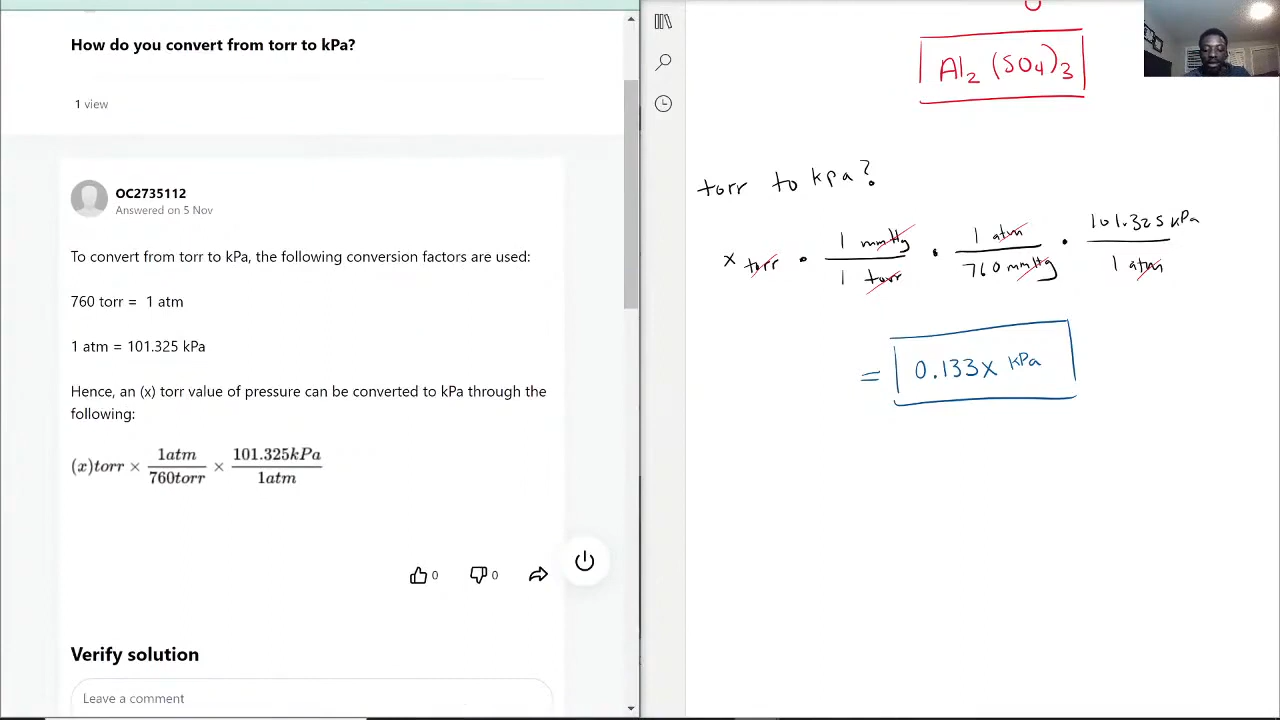 How do you convert from torr to kPa?
1 view
OC2735112
Answered on 5 Nov
To convert from torr to kPa, the following conversion factors are used:
760 torr = 1 atm
1 atm = 101.325 kPa
Hence, an (x) torr value of pressure can be converted to kPa through the
following:
(x)torr × 1atm/760torr × 101.325kPa/1atm
0 0
Verify solution
Leave a comment
Al₂(SO₄)₃
torr to kpa?
x torr · 1 mmHg/1 torr · 1 atm/760 mmHg · 101.325 kPa/1 atm
= 0.133x kPa